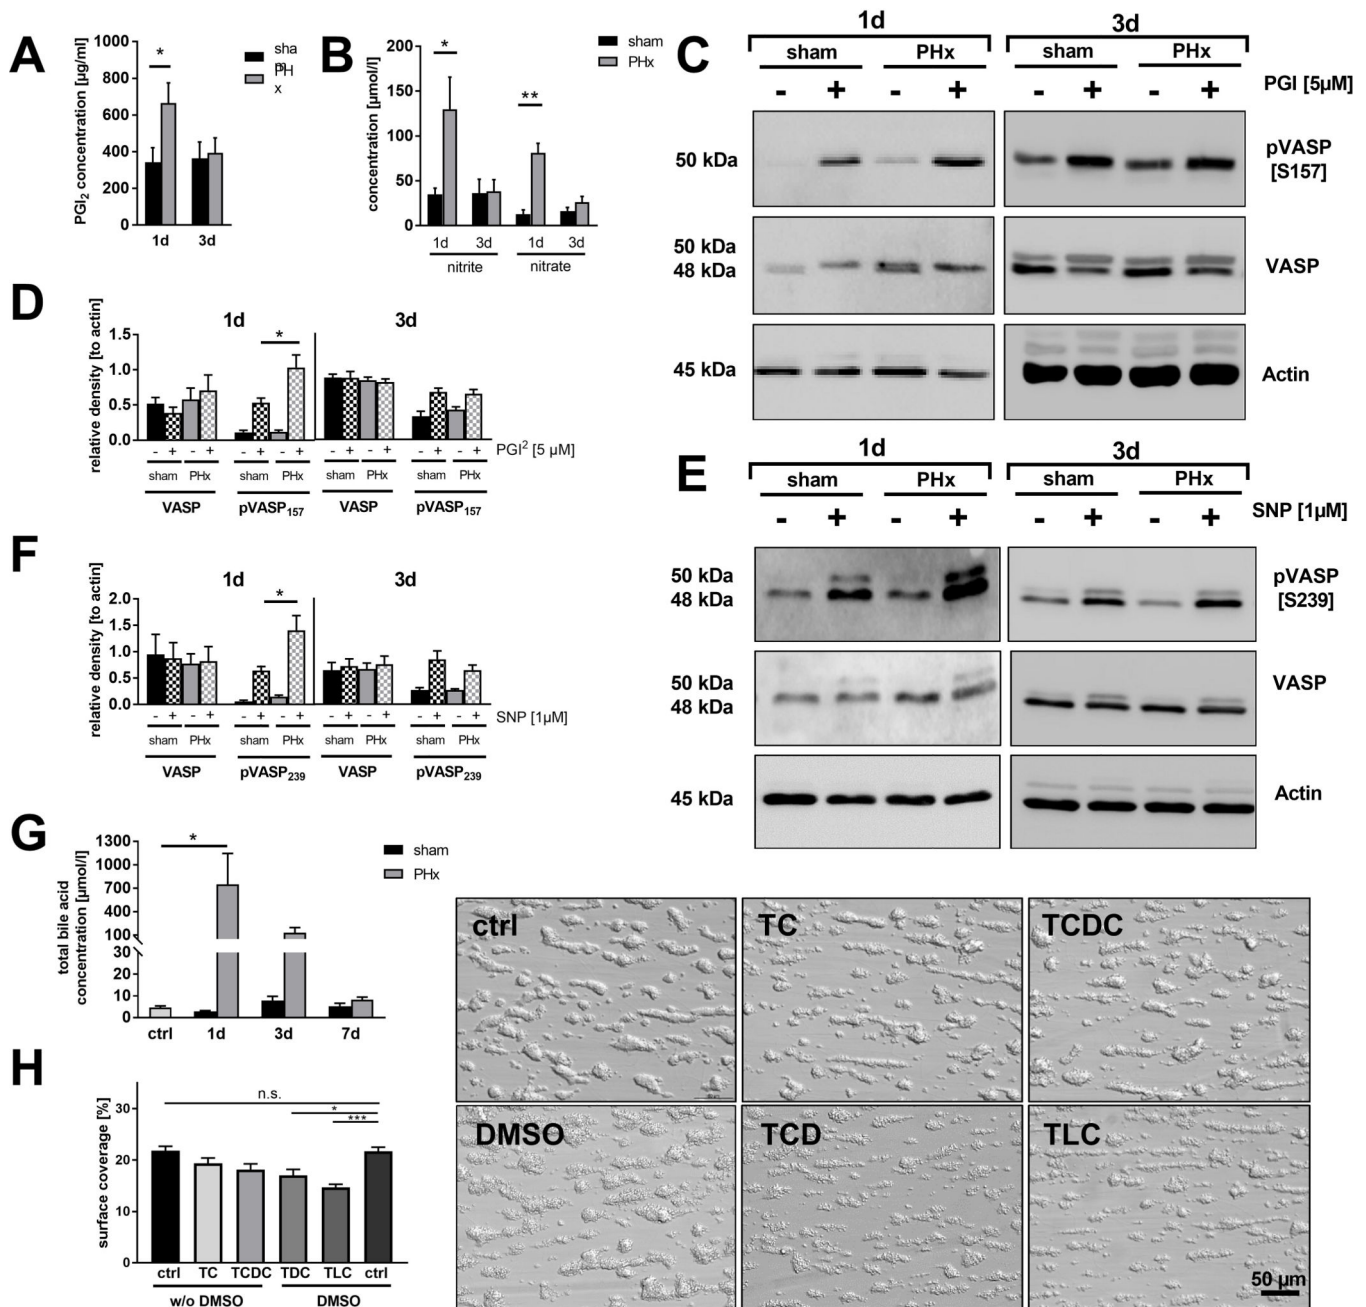 A
PGI₂ concentration [µg/ml]
1000
800
600
400
200
0
*
1d 3d
sha
m
PH
x
B
concentration [µmol/l]
200
150
100
50
0
* **
1d 3d 1d 3d
nitrite nitrate
sham
PHx
C
1d 3d
sham PHx sham PHx
- + - + - + - + PGI [5µM]
50 kDa
pVASP
[S157]
50 kDa
48 kDa
VASP
45 kDa
Actin
D
1d 3d
relative density [to actin]
1.5
1.0
0.5
0.0
*
- + - + - + - + - + - + - + - + PGI² [5 µM]
sham PHx sham PHx sham PHx sham PHx
VASP pVASP₁₅₇ VASP pVASP₁₅₇
E
1d 3d
sham PHx sham PHx
- + - + - + - + SNP [1µM]
50 kDa
48 kDa
pVASP
[S239]
50 kDa
48 kDa
VASP
45 kDa
Actin
F
1d 3d
relative density [to actin]
2.0
1.5
1.0
0.5
0.0
*
- + - + - + - + - + - + - + - + SNP [1µM]
sham PHx sham PHx sham PHx sham PHx
VASP pVASP₂₃₉ VASP pVASP₂₃₉
G
total bile acid
concentration [µmol/l]
1300
1000
700
400
100
30
20
10
0
*
ctrl 1d 3d 7d
sham
PHx
H
surface coverage [%]
30
20
10
0
n.s.
*
***
ctrl TC TCDC TDC TLC ctrl
w/o DMSO DMSO
ctrl TC TCDC
DMSO TCD TLC
50 µm